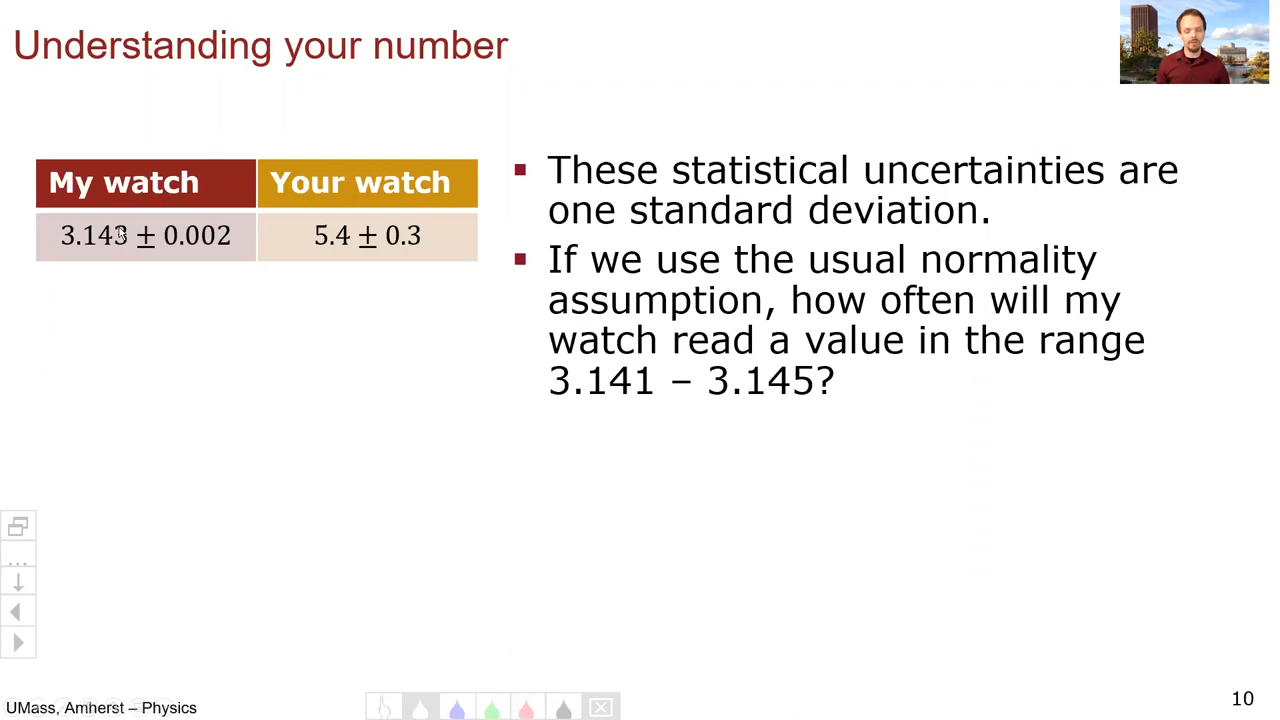 Understanding your number
My watch
Your watch
3.143 ± 0.002
5.4 ± 0.3
▪ These statistical uncertainties are
one standard deviation.
▪ If we use the usual normality
assumption, how often will my
watch read a value in the range
3.141 – 3.145?
...
UMass, Amherst – Physics
10